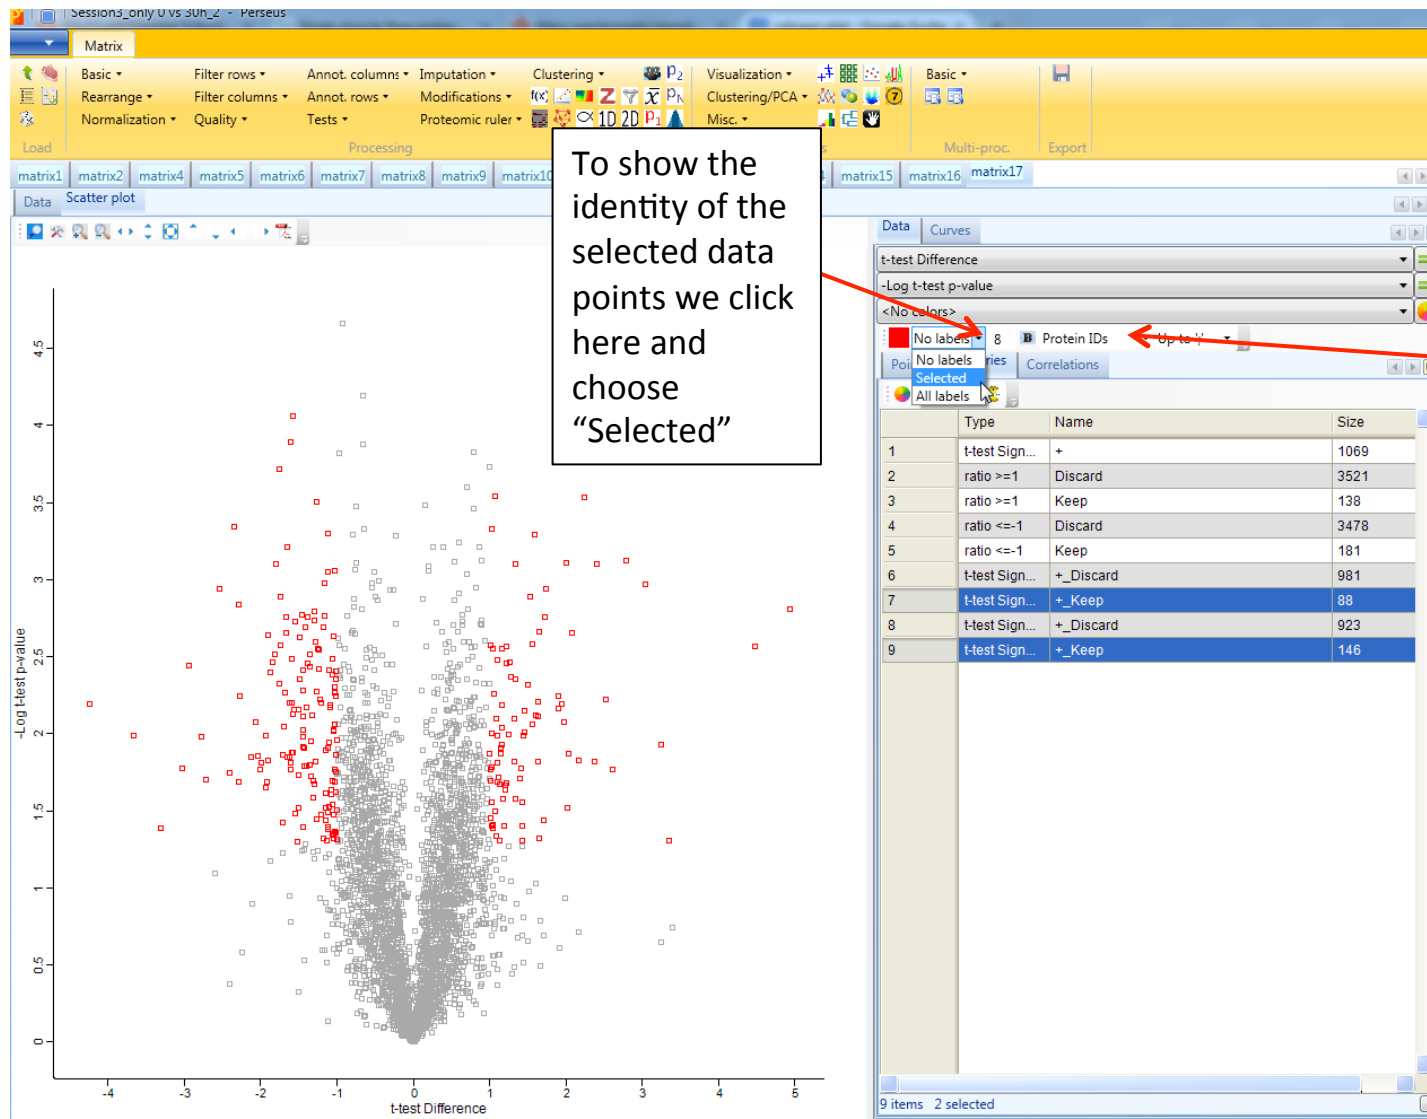 Session3_only 0 vs 30h_2 - Perseus
Matrix
Basic Filter rows Annot. columns Imputation Clustering p2 Visualization Basic
Rearrange Filter columns Annot. rows Modifications f(x) Z x pN Clustering/PCA 7
Normalization Quality Tests Proteomic ruler 1D 2D p1 Misc.
Load Processing Multi-proc. Export
matrix1 matrix2 matrix4 matrix5 matrix6 matrix7 matrix8 matrix9 matrix10 matrix15 matrix16 matrix17
Data Scatter plot
To show the
identity of the
selected data
points we click
here and
choose
“Selected”
Data Curves
t-test Difference
-Log t-test p-value
<No colors>
No labels 8 B Protein IDs Up to ';'
No labels
Selected
All labels
Correlations
Type Name Size
1 t-test Sign... + 1069
2 ratio >=1 Discard 3521
3 ratio >=1 Keep 138
4 ratio <=-1 Discard 3478
5 ratio <=-1 Keep 181
6 t-test Sign... +_Discard 981
7 t-test Sign... +_Keep 88
8 t-test Sign... +_Discard 923
9 t-test Sign... +_Keep 146
9 items 2 selected
-Log t-test p-value
4.5
4
3.5
3
2.5
2
1.5
1
0.5
0
-4 -3 -2 -1 0 1 2 3 4 5
t-test Difference